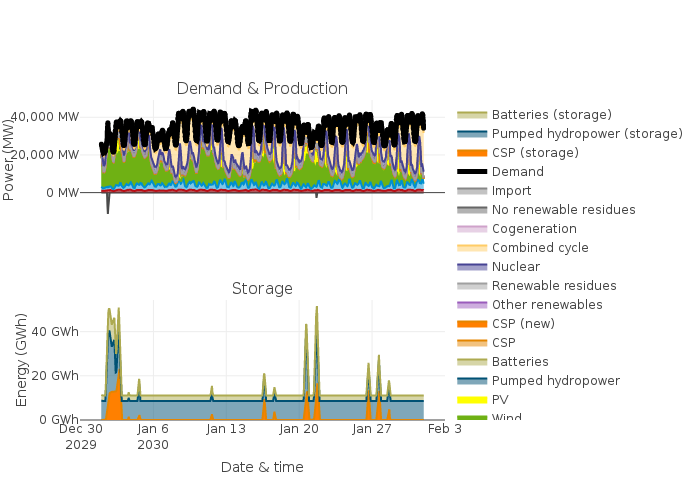 Demand & Production
Power (MW)
40,000 MW
20,000 MW
0 MW
Storage
Energy (GWh)
40 GWh
20 GWh
0 GWh
Dec 30
2029
Jan 6
2030
Jan 13
Jan 20
Jan 27
Feb 3
Date & time
Batteries (storage)
Pumped hydropower (storage)
CSP (storage)
Demand
Import
No renewable residues
Cogeneration
Combined cycle
Nuclear
Renewable residues
Other renewables
CSP (new)
CSP
Batteries
Pumped hydropower
PV
Wind